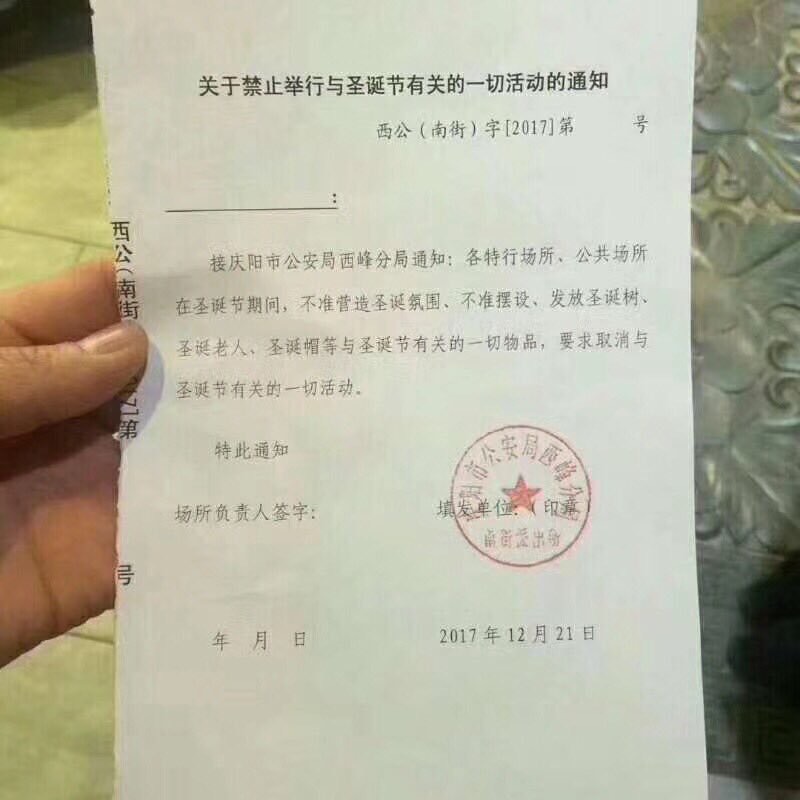 关于禁止举行与圣诞节有关的一切活动的通知
西公(南街)字[2017]第 号
:
接庆阳市公安局西峰分局通知:各特行场所、公共场所
在圣诞节期间,不准营造圣诞氛围、不准摆设、发放圣诞树、
圣诞老人、圣诞帽等与圣诞节有关的一切物品,要求取消与
圣诞节有关的一切活动。
特此通知
场所负责人签字:
填发单位:(印章)
庆阳市公安局西峰分局
南街派出所
年 月 日
2017年12月21日
西公(南街
第
号